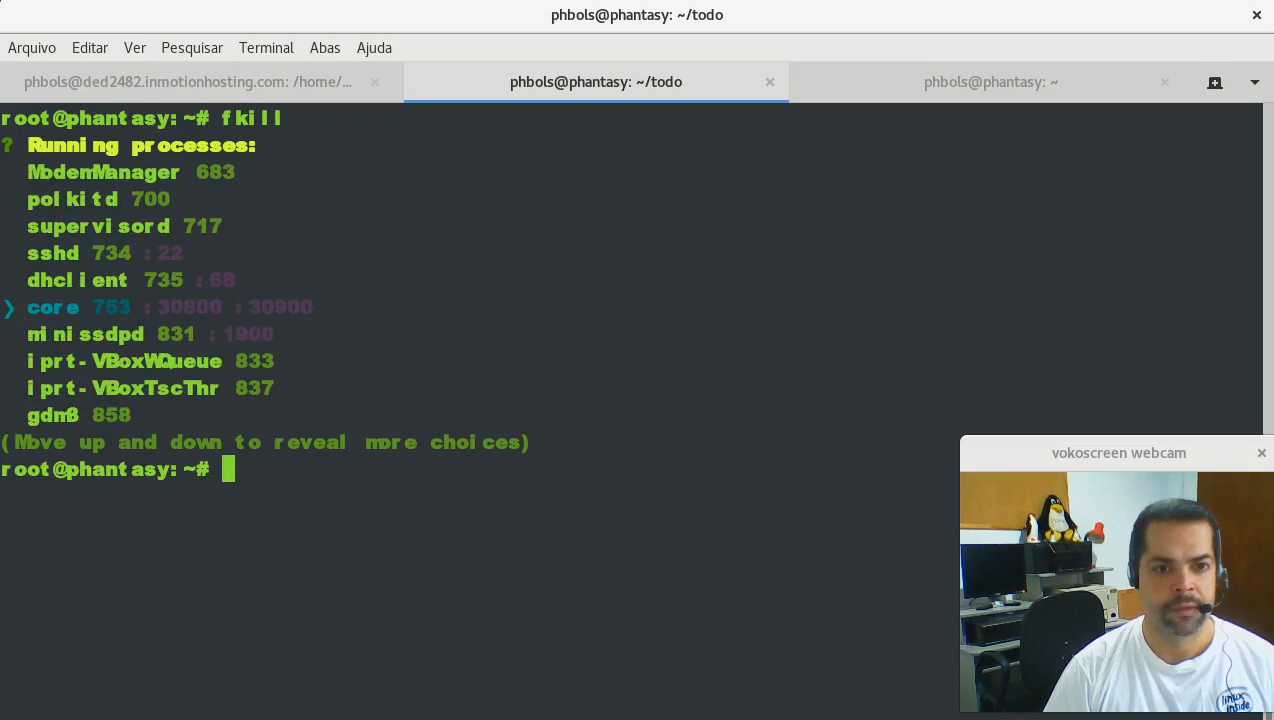 phbols@phantasy: ~/todo
Arquivo Editar Ver Pesquisar Terminal Abas Ajuda
phbols@ded2482.inmotionhosting.com: /home/... phbols@phantasy: ~/todo phbols@phantasy: ~
root@phantasy:~# fkill
? Running processes:
ModemManager 683
polkitd 700
supervisord 717
sshd 734 :22
dhclient 735 :68
❯ core 753 :30800 :30900
minissdpd 831 :1900
iprt-VBoxWQueue 833
iprt-VBoxTscThr 837
gdm3 858
(Move up and down to reveal more choices)
root@phantasy:~#
vokoscreen webcam
linux
inside